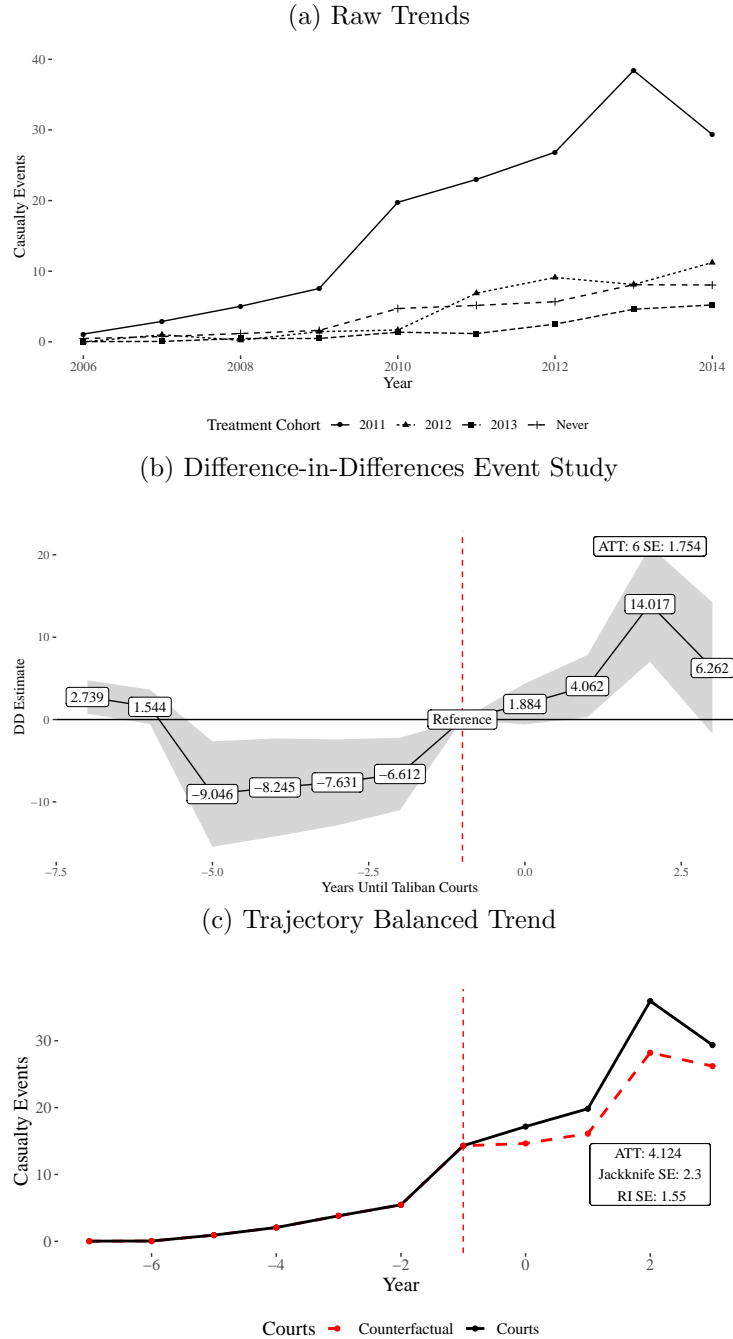 (a) Raw Trends
40
30
20
10
0
Casualty Events
2006 2008 2010 2012 2014
Year
Treatment Cohort 2011 2012 2013 Never
(b) Difference-in-Differences Event Study
20
10
0
−10
DD Estimate
ATT: 6 SE: 1.754
2.739 1.544 −9.046 −8.245 −7.631 −6.612 Reference 1.884 4.062 14.017 6.262
−7.5 −5.0 −2.5 0.0 2.5
Years Until Taliban Courts
(c) Trajectory Balanced Trend
30
20
10
0
Casualty Events
ATT: 4.124
Jackknife SE: 2.3
RI SE: 1.55
−6 −4 −2 0 2
Year
Courts Counterfactual Courts